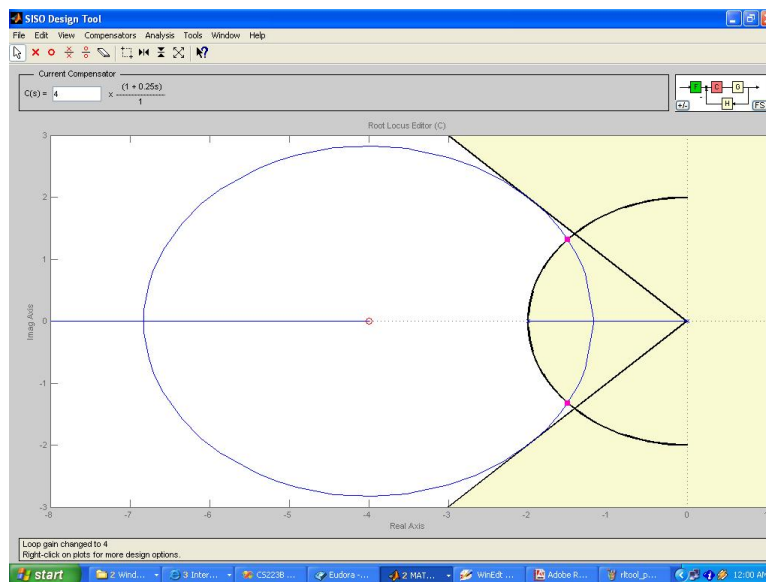 SISO Design Tool
File Edit View Compensators Analysis Tools Window Help
Current Compensator
C(s) = 4 x (1 + 0.25s)
1
F C G
H
+/- FS
Root Locus Editor (C)
3
2
1
0
-1
-2
-3
Imag Axis
-8 -7 -6 -5 -4 -3 -2 -1 0 1
Real Axis
Loop gain changed to 4
Right-click on plots for more design options.
start 2 Wind... 3 Inter... CS223B ... Eudora -... 2 MAT... WinEdt ... Adobe R... rltool_p... 12:00 AM